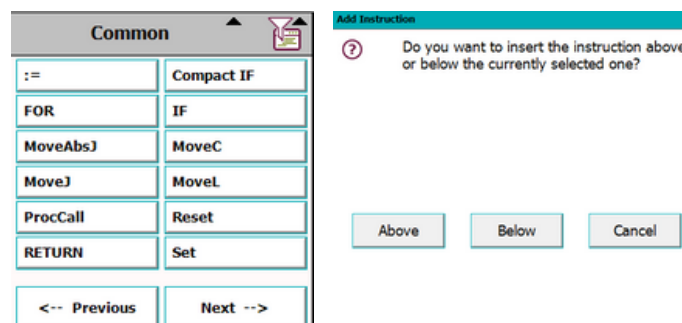 Common
:=
Compact IF
FOR
IF
MoveAbsJ
MoveC
MoveJ
MoveL
ProcCall
Reset
RETURN
Set
<-- Previous
Next -->
Add Instruction
Do you want to insert the instruction above
or below the currently selected one?
Above
Below
Cancel